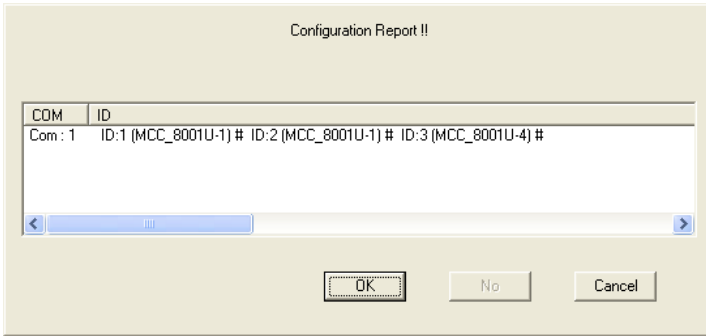 Configuration Report !!
COM ID
Com : 1 ID:1 (MCC_8001U-1) # ID:2 (MCC_8001U-1) # ID:3 (MCC_8001U-4) #
OK No Cancel